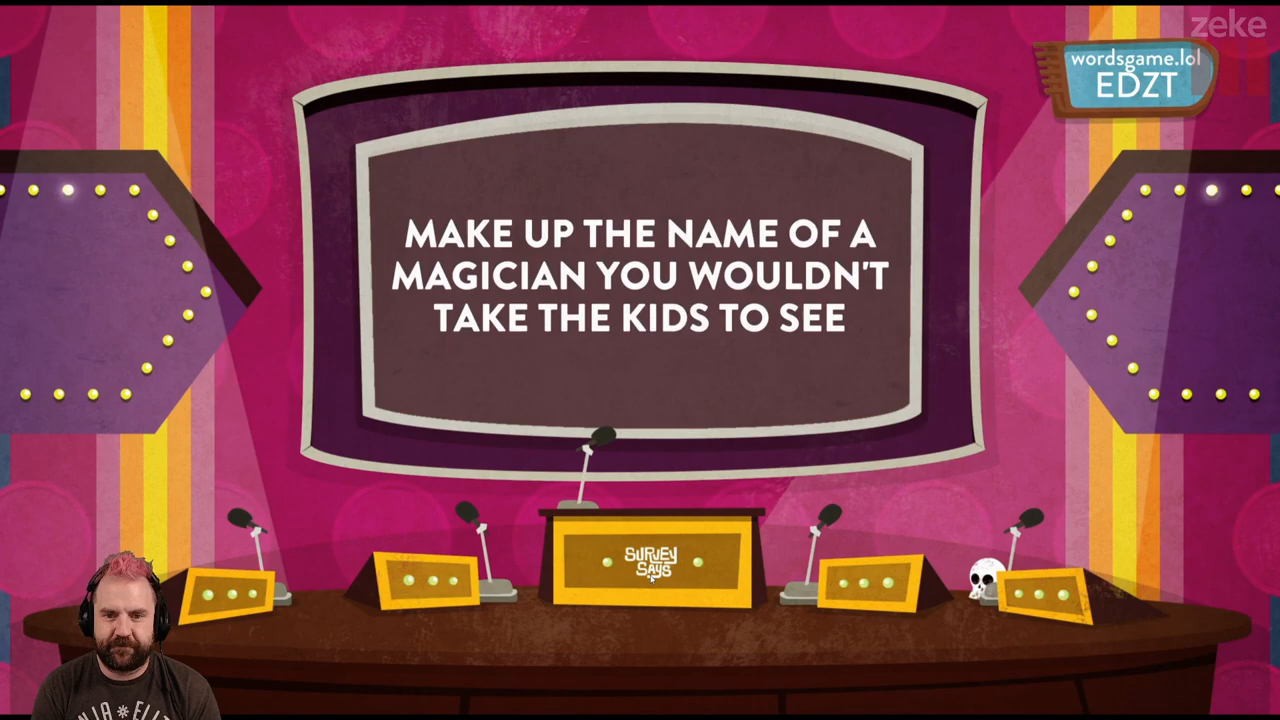 zeke
wordsgame.lol
EDZT
MAKE UP THE NAME OF A
MAGICIAN YOU WOULDN'T
TAKE THE KIDS TO SEE
SURVEY
SAYS